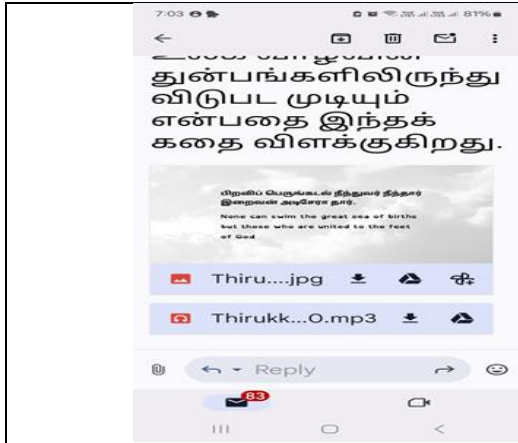 7:03
81%
உலக வாழ்வின்
துன்பங்களிலிருந்து
விடுபட முடியும்
என்பதை இந்தக்
கதை விளக்குகிறது.
பிறவிப் பெருங்கடல் நீந்துவர் நீந்தார்
இறைவன் அடிசேரா தார்.
None can swim the great sea of births
but those who are united to the feet
of God
Thiru....jpg
Thirukk...O.mp3
Reply
83